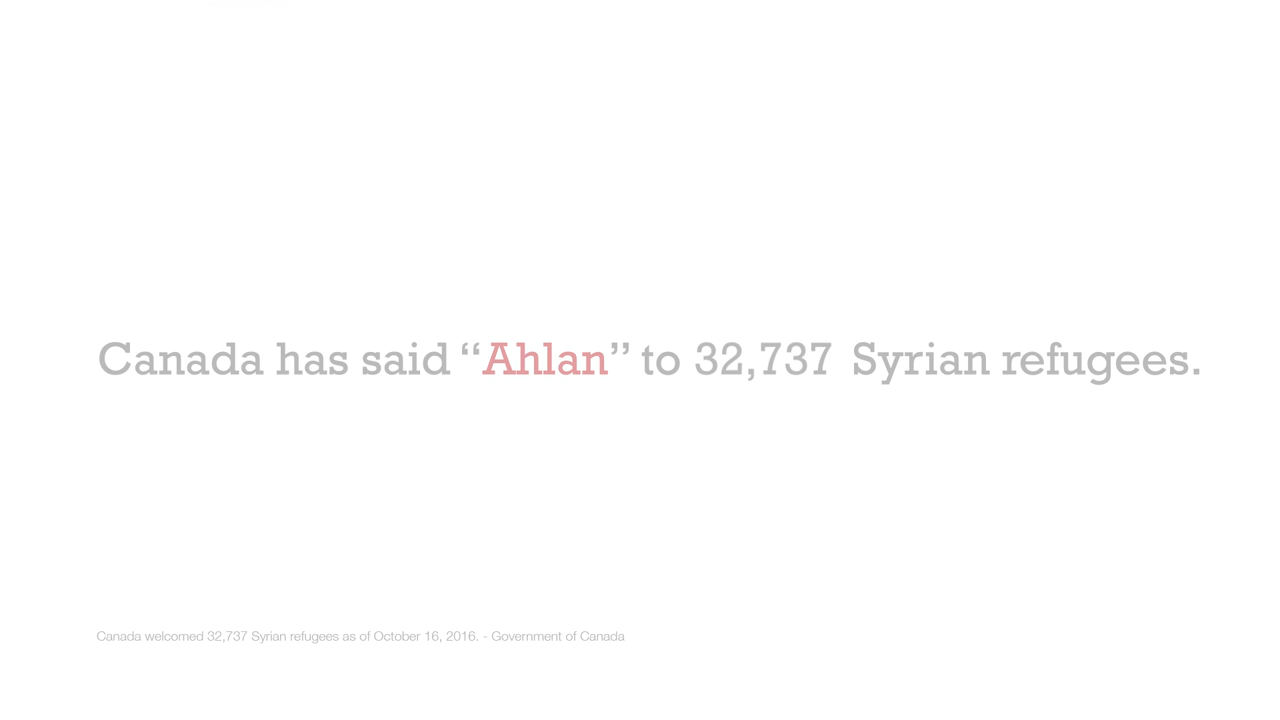 Canada has said “Ahlan” to 32,737 Syrian refugees.
Canada welcomed 32,737 Syrian refugees as of October 16, 2016. - Government of Canada